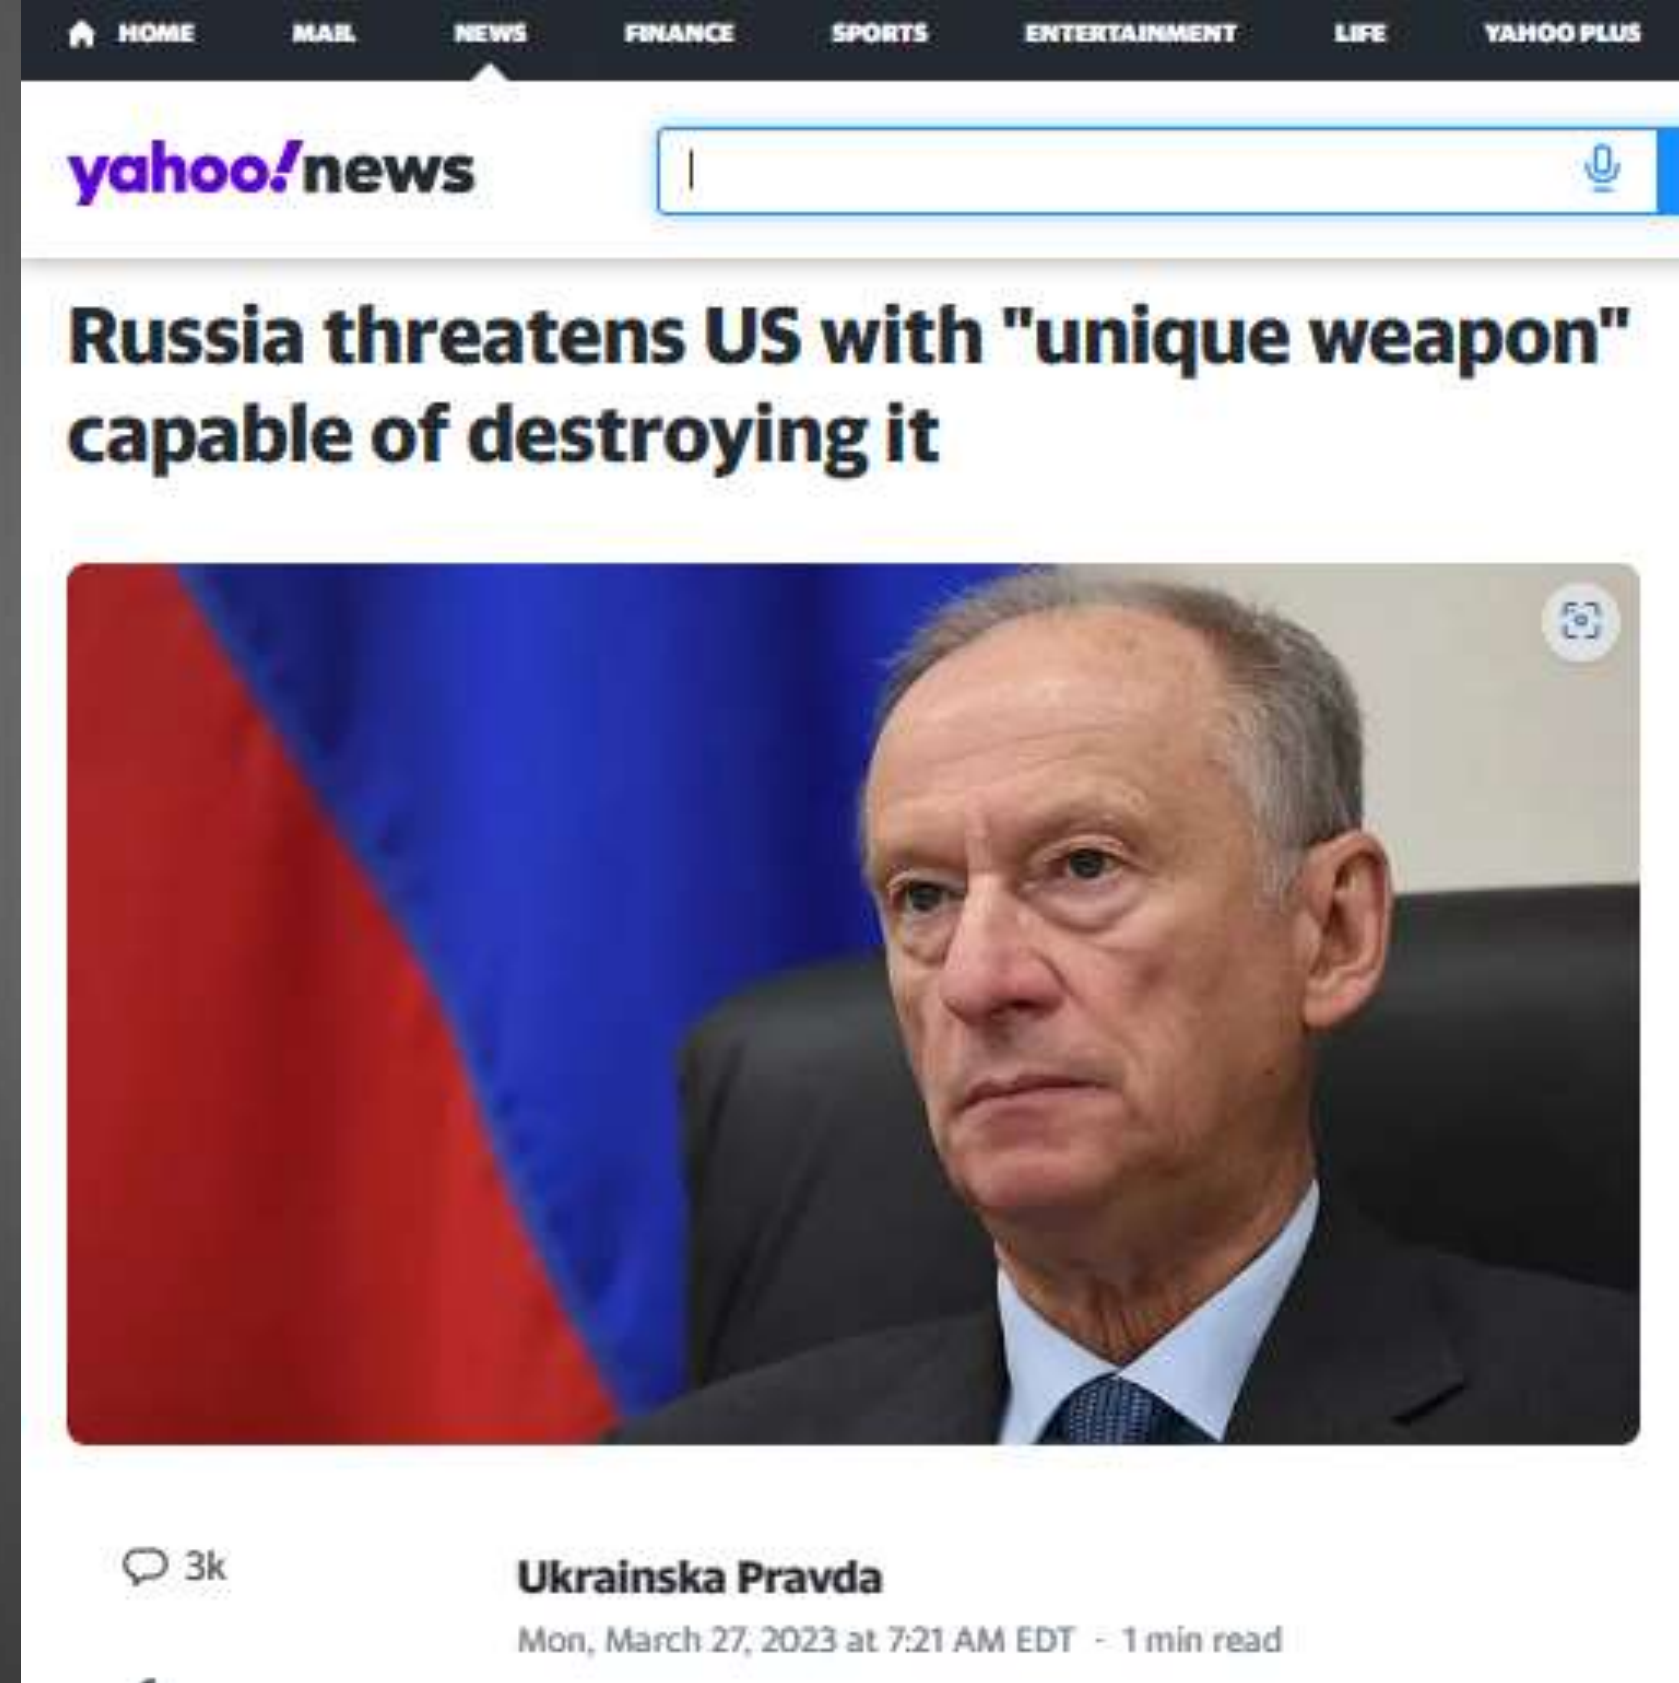 HOME MAIL NEWS FINANCE SPORTS ENTERTAINMENT LIFE YAHOO PLUS
yahoo!news
Russia threatens US with "unique weapon"
capable of destroying it
3k
Ukrainska Pravda
Mon, March 27, 2023 at 7:21 AM EDT · 1 min read